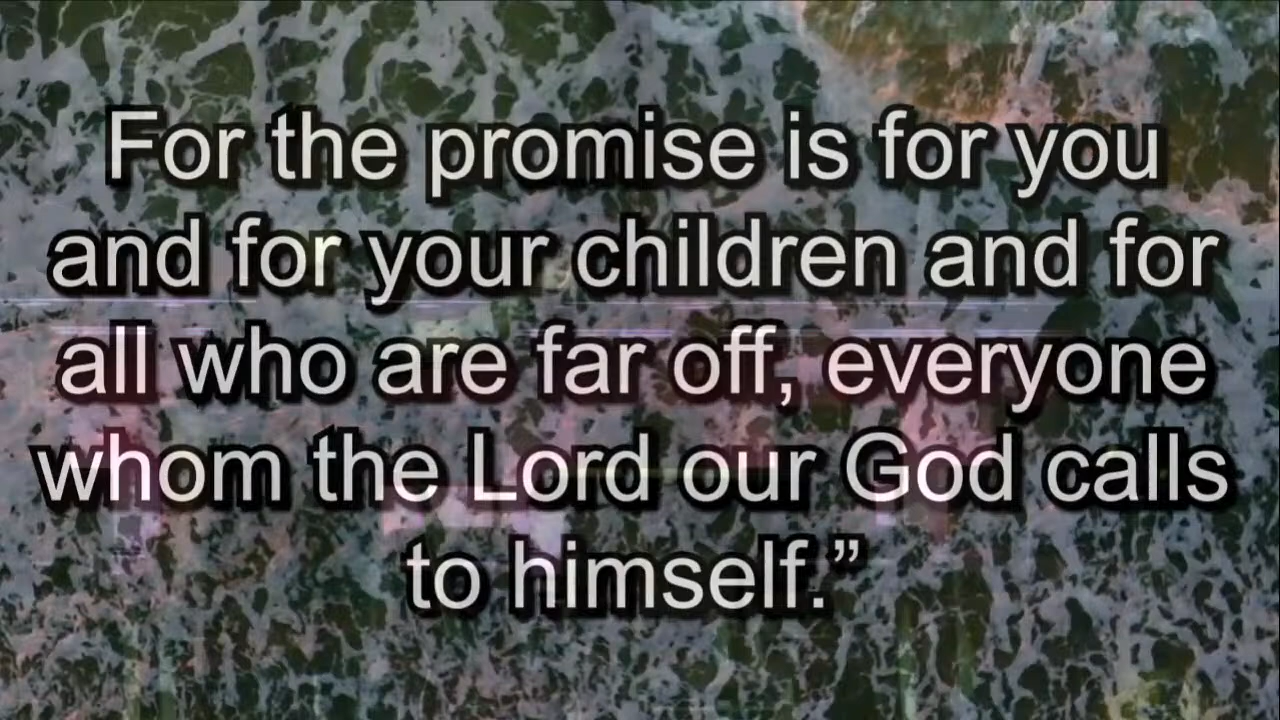 For the promise is for you
and for your children and for
all who are far off, everyone
whom the Lord our God calls
to himself.”